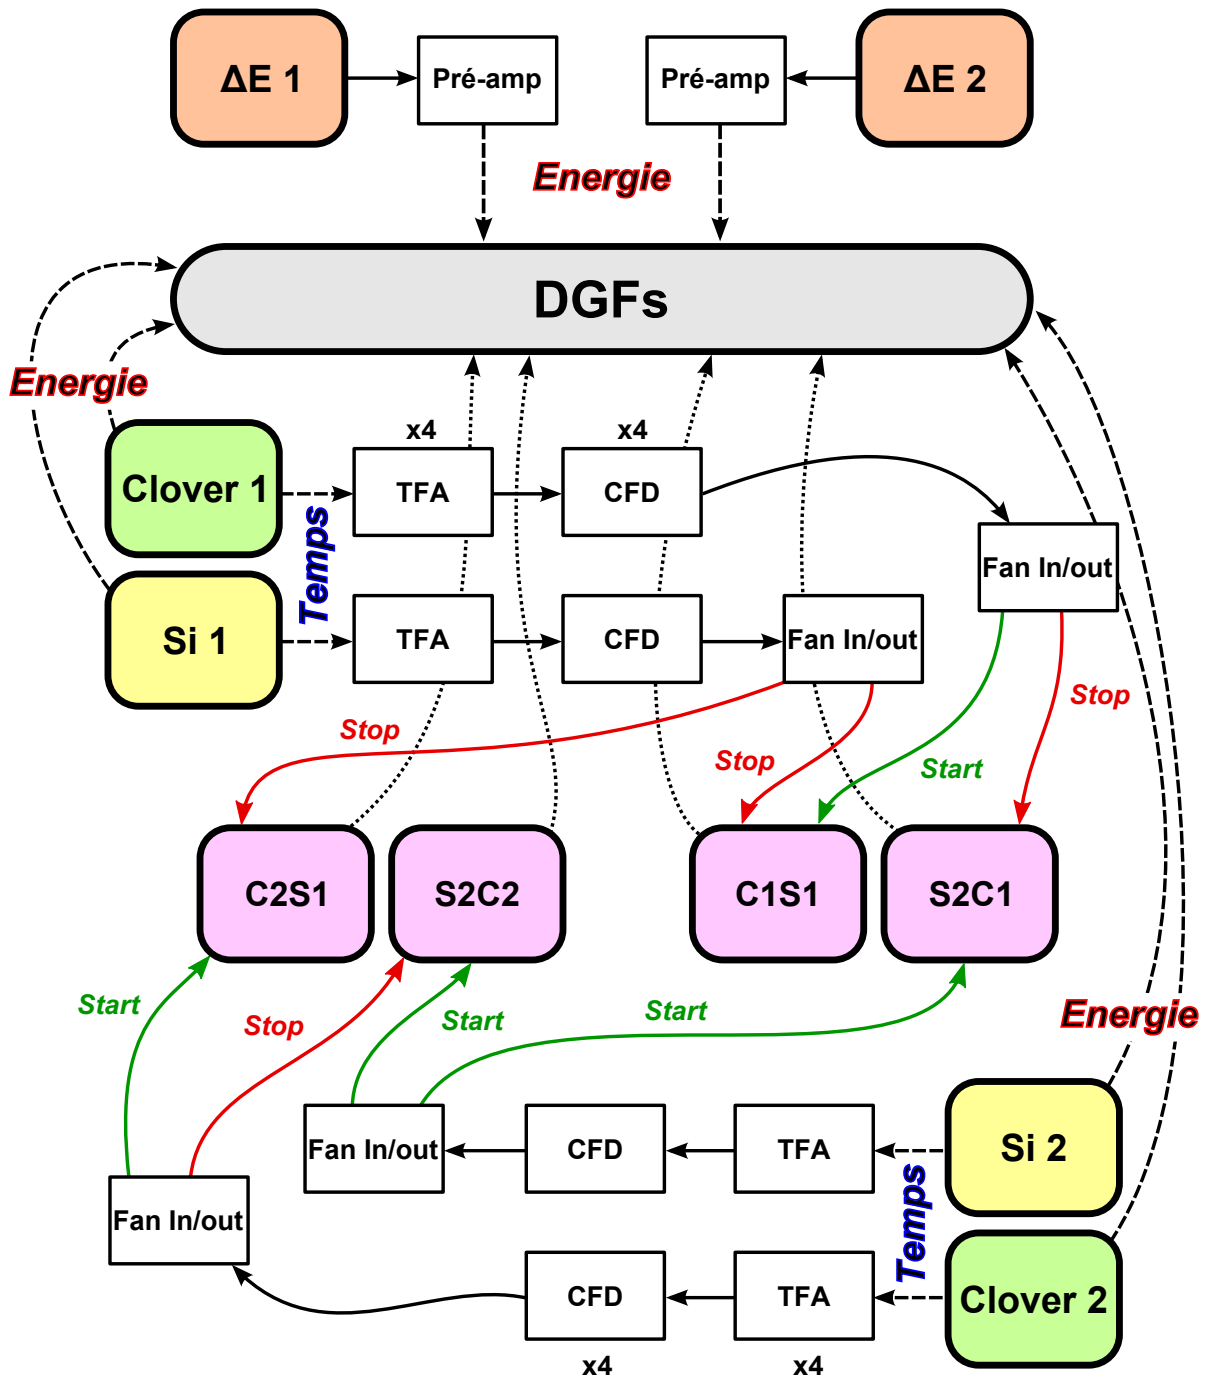 ΔE 1
Pré-amp
Pré-amp
ΔE 2
Energie
DGFs
Energie
x4
x4
Clover 1
TFA
CFD
Temps
Fan In/out
Si 1
TFA
CFD
Fan In/out
Stop
Stop
Stop
Start
C2S1
S2C2
C1S1
S2C1
Start
Stop
Start
Start
Energie
Fan In/out
CFD
TFA
Si 2
Fan In/out
Temps
CFD
TFA
Clover 2
x4
x4